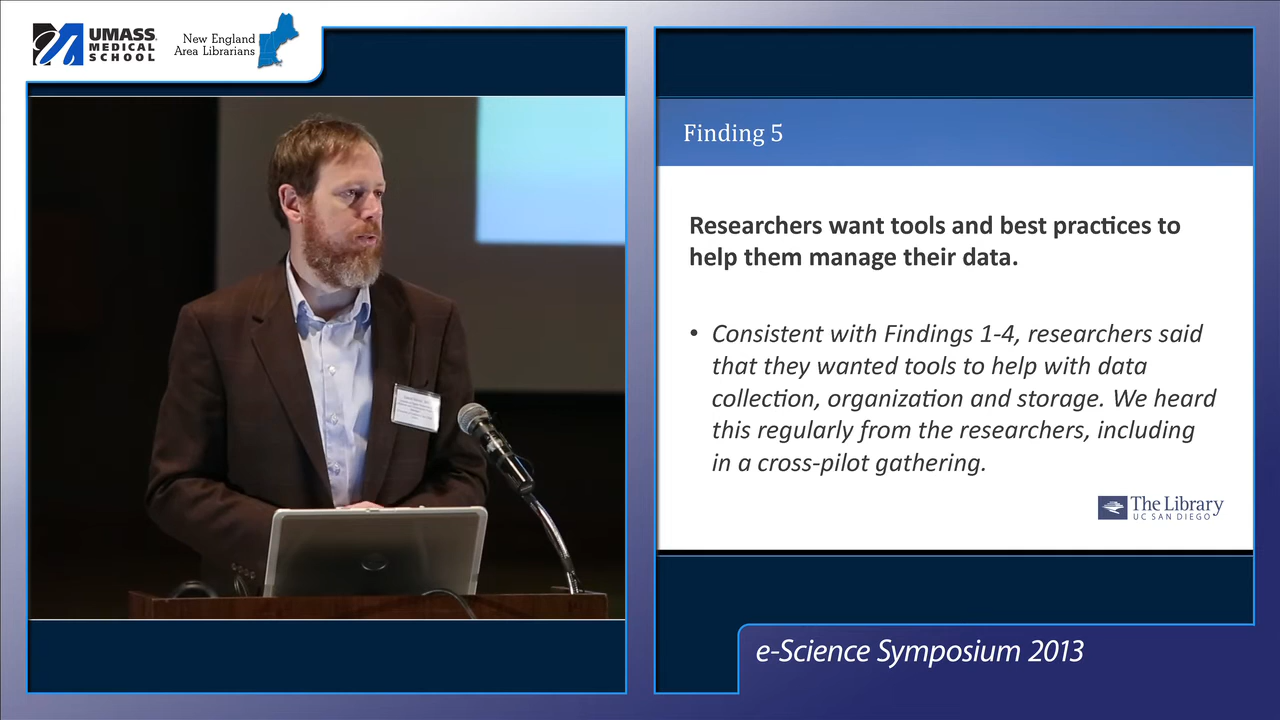 UMASS
MEDICAL
SCHOOL
New England
Area Librarians
Finding 5
Researchers want tools and best practices to
help them manage their data.
• Consistent with Findings 1-4, researchers said
that they wanted tools to help with data
collection, organization and storage. We heard
this regularly from the researchers, including
in a cross-pilot gathering.
The Library
UC SAN DIEGO
e-Science Symposium 2013